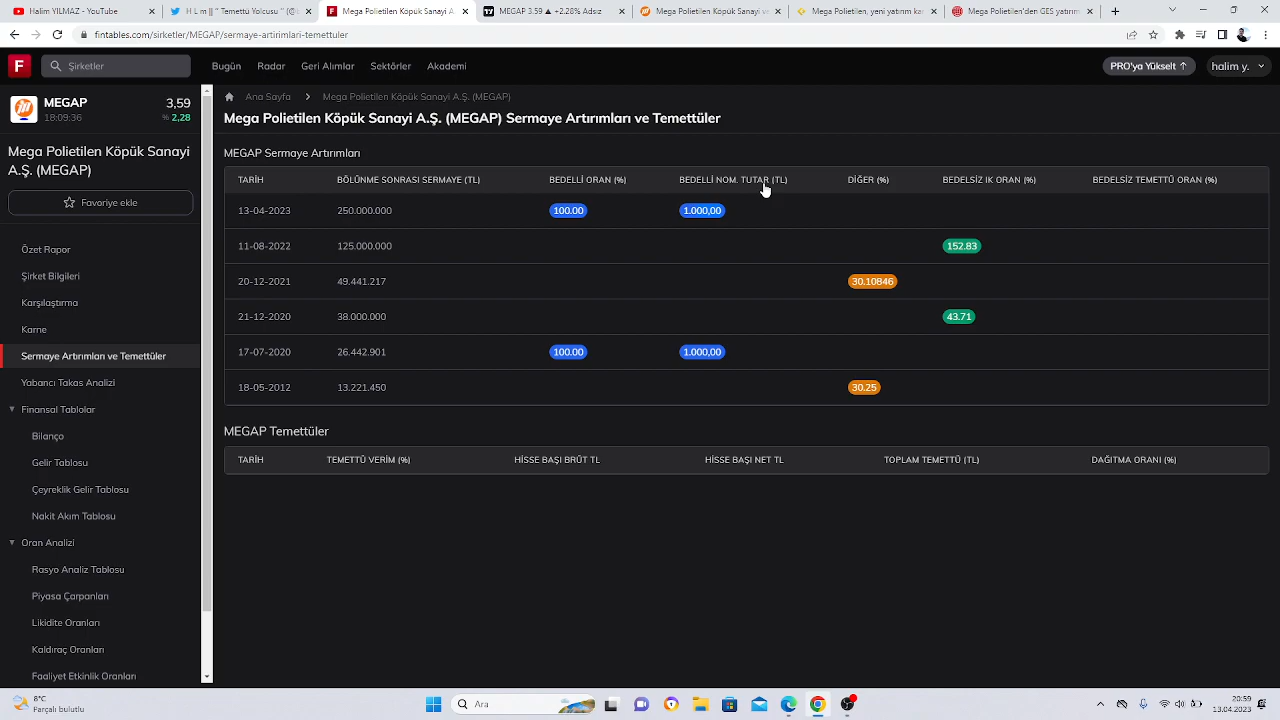 (2) Halim YILMAZ - YouTube
H L m || " Temettü Yolcusu " (@t
Mega Polietilen Köpük Sanayi A
MEGAP 3.59 ▲ +2.28% Adsız
Mega Polietilen Köpük Sanayi ve
Mega Polietilen, yeni yatırım ka
Mega Polietilen'den GES yatırım
fintables.com/sirketler/MEGAP/sermaye-artirimlari-temettuler
F
Şirketler
Bugün
Radar
Geri Alımlar
Sektörler
Akademi
PRO'ya Yükselt ↑
halim y.
MEGAP
3,59
18:09:36
% 2,28
Mega Polietilen Köpük Sanayi
A.Ş. (MEGAP)
Favoriye ekle
Özet Rapor
Şirket Bilgileri
Karşılaştırma
Karne
Sermaye Artırımları ve Temettüler
Yabancı Takas Analizi
Finansal Tablolar
Bilanço
Gelir Tablosu
Çeyreklik Gelir Tablosu
Nakit Akım Tablosu
Oran Analizi
Rasyo Analiz Tablosu
Piyasa Çarpanları
Likidite Oranları
Kaldıraç Oranları
Faaliyet Etkinlik Oranları
Ana Sayfa
Mega Polietilen Köpük Sanayi A.Ş. (MEGAP)
Mega Polietilen Köpük Sanayi A.Ş. (MEGAP) Sermaye Artırımları ve Temettüler
MEGAP Sermaye Artırımları
TARİH BÖLÜNME SONRASI SERMAYE (TL) BEDELLİ ORAN (%) BEDELLİ NOM. TUTAR (TL) DİĞER (%) BEDELSİZ IK ORAN (%) BEDELSİZ TEMETTÜ ORAN (%)
13-04-2023 250.000.000 100.00 1.000,00
11-08-2022 125.000.000 152.83
20-12-2021 49.441.217 30.10846
21-12-2020 38.000.000 43.71
17-07-2020 26.442.901 100.00 1.000,00
18-05-2012 13.221.450 30.25
MEGAP Temettüler
TARİH TEMETTÜ VERİM (%) HİSSE BAŞI BRÜT TL HİSSE BAŞI NET TL TOPLAM TEMETTÜ (TL) DAĞITMA ORANI (%)
8°C
Parçalı bulutlu
Ara
20:59
13.04.2023